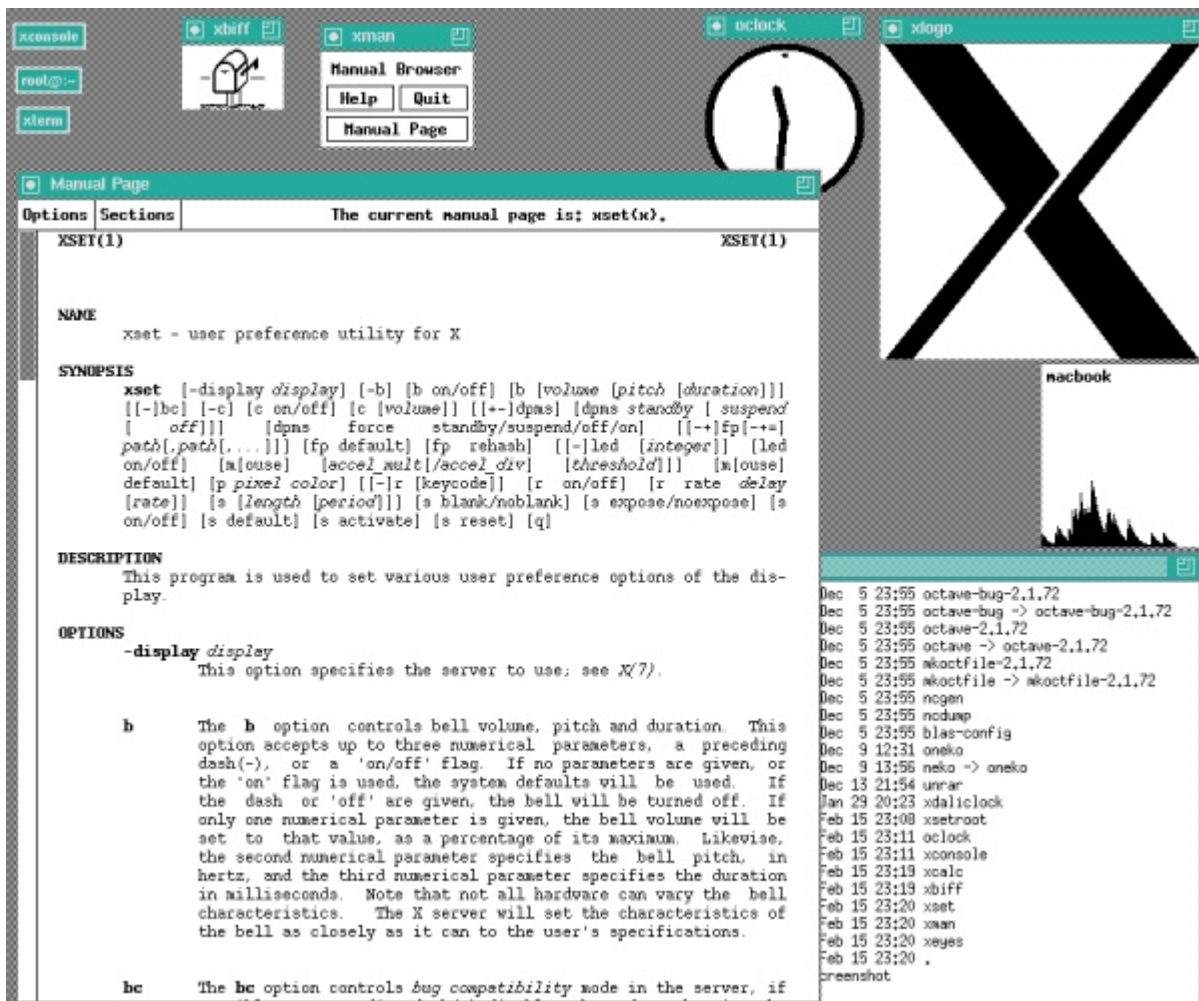 xconsole
root@:~
xterm
xbiff
xman
Manual Browser
Help Quit
Manual Page
oclock
xlogo
macbook
Manual Page
Options Sections The current manual page is: xset(x).
XSET(1) XSET(1)
NAME
xset - user preference utility for X
SYNOPSIS
xset [-display display] [-b] [b on/off] [b [volume [pitch [duration]]]
[[-]bc] [-c] [c on/off] [c [volume]] [[+-]dpms] [dpms standby [ suspend
[ off]]] [dpms force standby/suspend/off/on] [[-+]fp[-+=]
path[,path[,...]]] [fp default] [fp rehash] [[-]led [integer]] [led
on/off] [m[ouse] [accel_mult[/accel_div] [threshold]]] [m[ouse]
default] [p pixel color] [[-]r [keycode]] [r on/off] [r rate delay
[rate]] [s [length [period]]] [s blank/noblank] [s expose/noexpose] [s
on/off] [s default] [s activate] [s reset] [q]
DESCRIPTION
This program is used to set various user preference options of the dis-
play.
OPTIONS
-display display
This option specifies the server to use; see X(7).
b The b option controls bell volume, pitch and duration. This
option accepts up to three numerical parameters, a preceding
dash(-), or a 'on/off' flag. If no parameters are given, or
the 'on' flag is used, the system defaults will be used. If
the dash or 'off' are given, the bell will be turned off. If
only one numerical parameter is given, the bell volume will be
set to that value, as a percentage of its maximum. Likewise,
the second numerical parameter specifies the bell pitch, in
hertz, and the third numerical parameter specifies the duration
in milliseconds. Note that not all hardware can vary the bell
characteristics. The X server will set the characteristics of
the bell as closely as it can to the user's specifications.
bc The bc option controls bug compatibility mode in the server, if
Dec 5 23:55 octave-bug-2.1.72
Dec 5 23:55 octave-bug -> octave-bug-2.1.72
Dec 5 23:55 octave-2.1.72
Dec 5 23:55 octave -> octave-2.1.72
Dec 5 23:55 mkoctfile-2.1.72
Dec 5 23:55 mkoctfile -> mkoctfile-2.1.72
Dec 5 23:55 ncgen
Dec 5 23:55 ncdump
Dec 5 23:55 blas-config
Dec 9 12:31 oneko
Dec 9 13:56 neko -> oneko
Dec 13 21:54 unrar
Jan 29 20:23 xdaliclock
Feb 15 23:08 xsetroot
Feb 15 23:11 oclock
Feb 15 23:11 xconsole
Feb 15 23:19 xcalc
Feb 15 23:19 xbiff
Feb 15 23:20 xset
Feb 15 23:20 xman
Feb 15 23:20 xeyes
Feb 15 23:20 .
creenshot